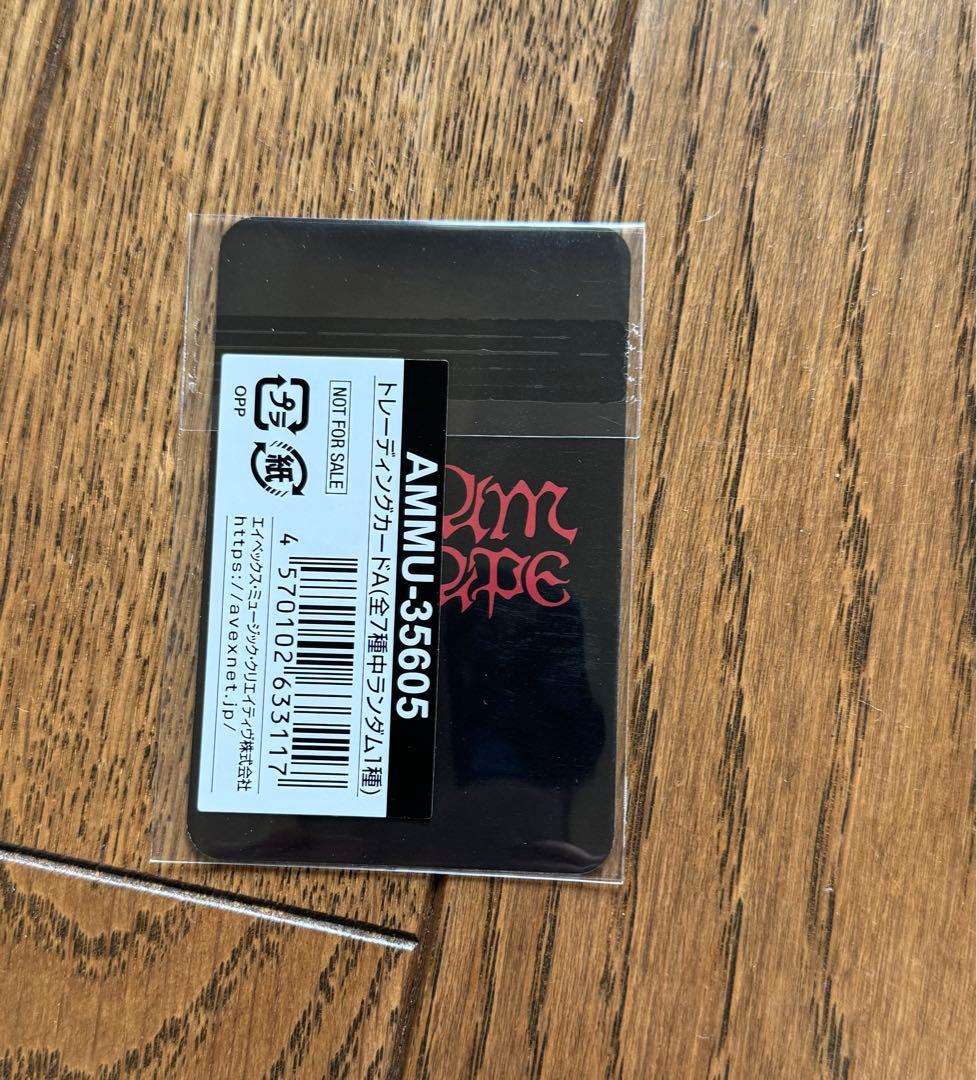 AMMU-35605
トレーディングカードA(全7種中ランダム1種)
NOT FOR SALE
プラ
OPP
紙
4 570102 633117
エイベックス・ミュージック・クリエイティヴ株式会社
https://avexnet.jp/